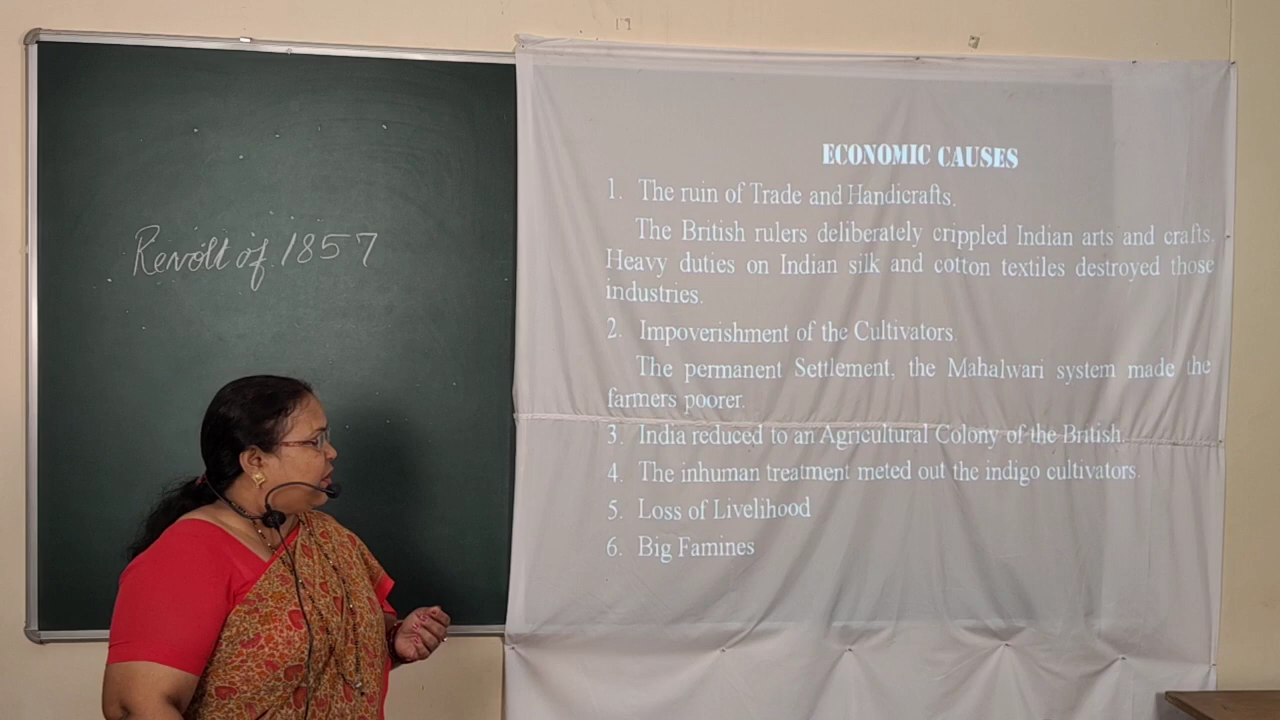 Revolt of 1857
ECONOMIC CAUSES
1. The ruin of Trade and Handicrafts.
The British rulers deliberately crippled Indian arts and crafts.
Heavy duties on Indian silk and cotton textiles destroyed those
industries.
2. Impoverishment of the Cultivators.
The permanent Settlement, the Mahalwari system made the
farmers poorer.
3. India reduced to an Agricultural Colony of the British.
4. The inhuman treatment meted out the indigo cultivators.
5. Loss of Livelihood
6. Big Famines